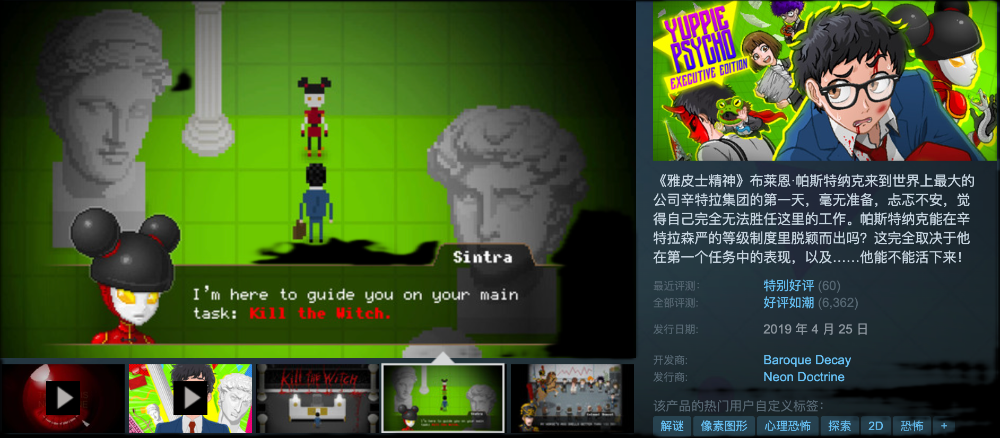 Sintra
I'm here to guide you on your main
task: Kill the Witch.
Kill THE WITCH
YUPPIE
PSYCHO
EXECUTIVE EDITION
《雅皮士精神》布莱恩·帕斯特纳克来到世界上最大的
公司辛特拉集团的第一天，毫无准备，忐忑不安，觉
得自己完全无法胜任这里的工作。帕斯特纳克能在辛
特拉森严的等级制度里脱颖而出吗？这完全取决于他
在第一个任务中的表现，以及……他能不能活下来！
最近评测： 特别好评 (60)
全部评测： 好评如潮 (6,362)
发行日期： 2019 年 4 月 25 日
开发商： Baroque Decay
发行商： Neon Doctrine
该产品的热门用户自定义标签：
解谜 像素图形 心理恐怖 探索 2D 恐怖 +